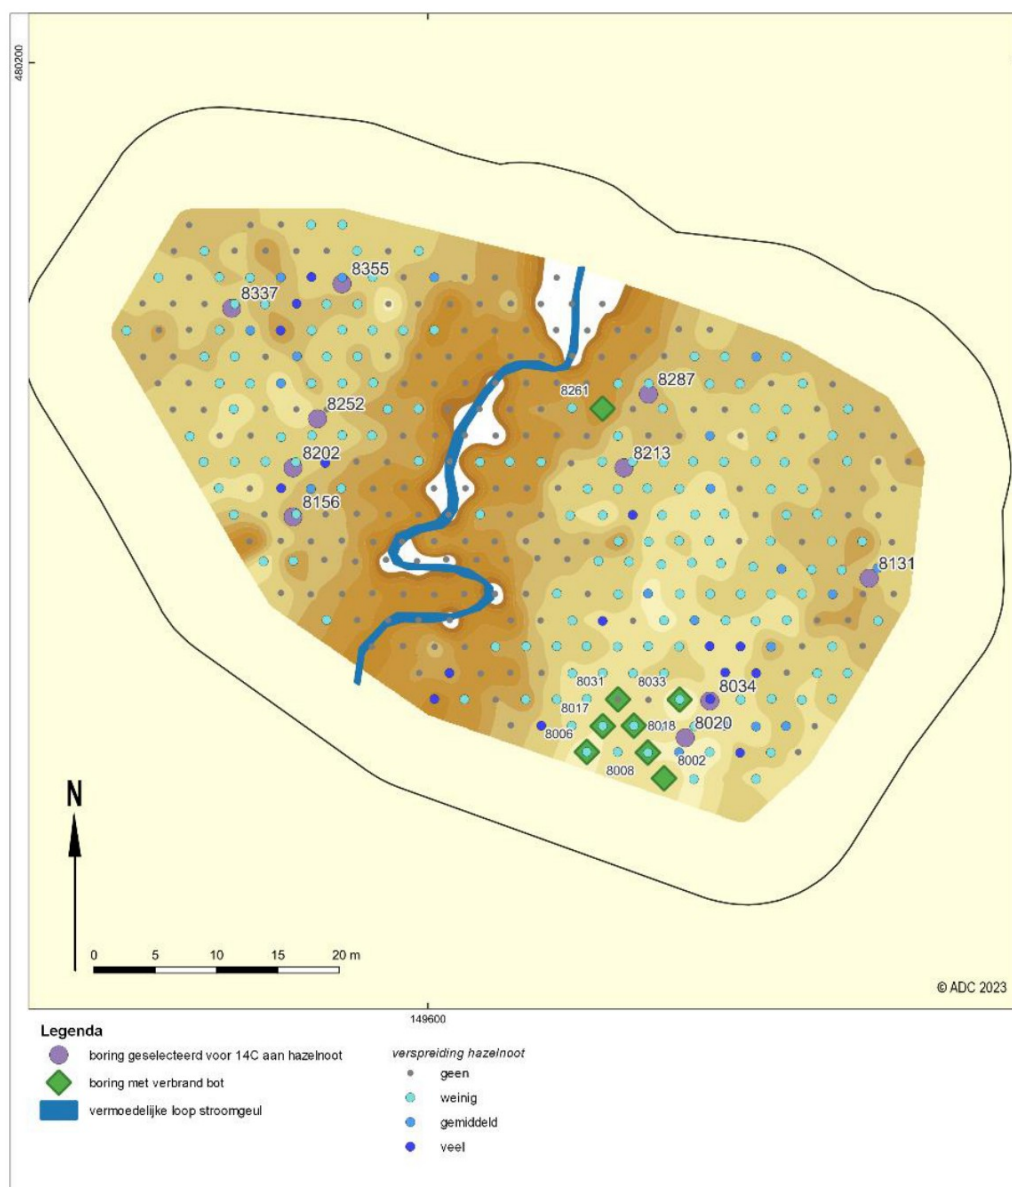 480200
8355
8337
8287
8261
8252
8202
8213
8156
8131
8031
8033
8034
8017
8018
8020
8006
8002
8008
N
0 5 10 15 20 m
© ADC 2023
149600
Legenda
boring geselecteerd voor 14C aan hazelnoot
boring met verbrand bot
vermoedelijke loop stroomgeul
verspreiding hazelnoot
geen
weinig
gemiddeld
veel